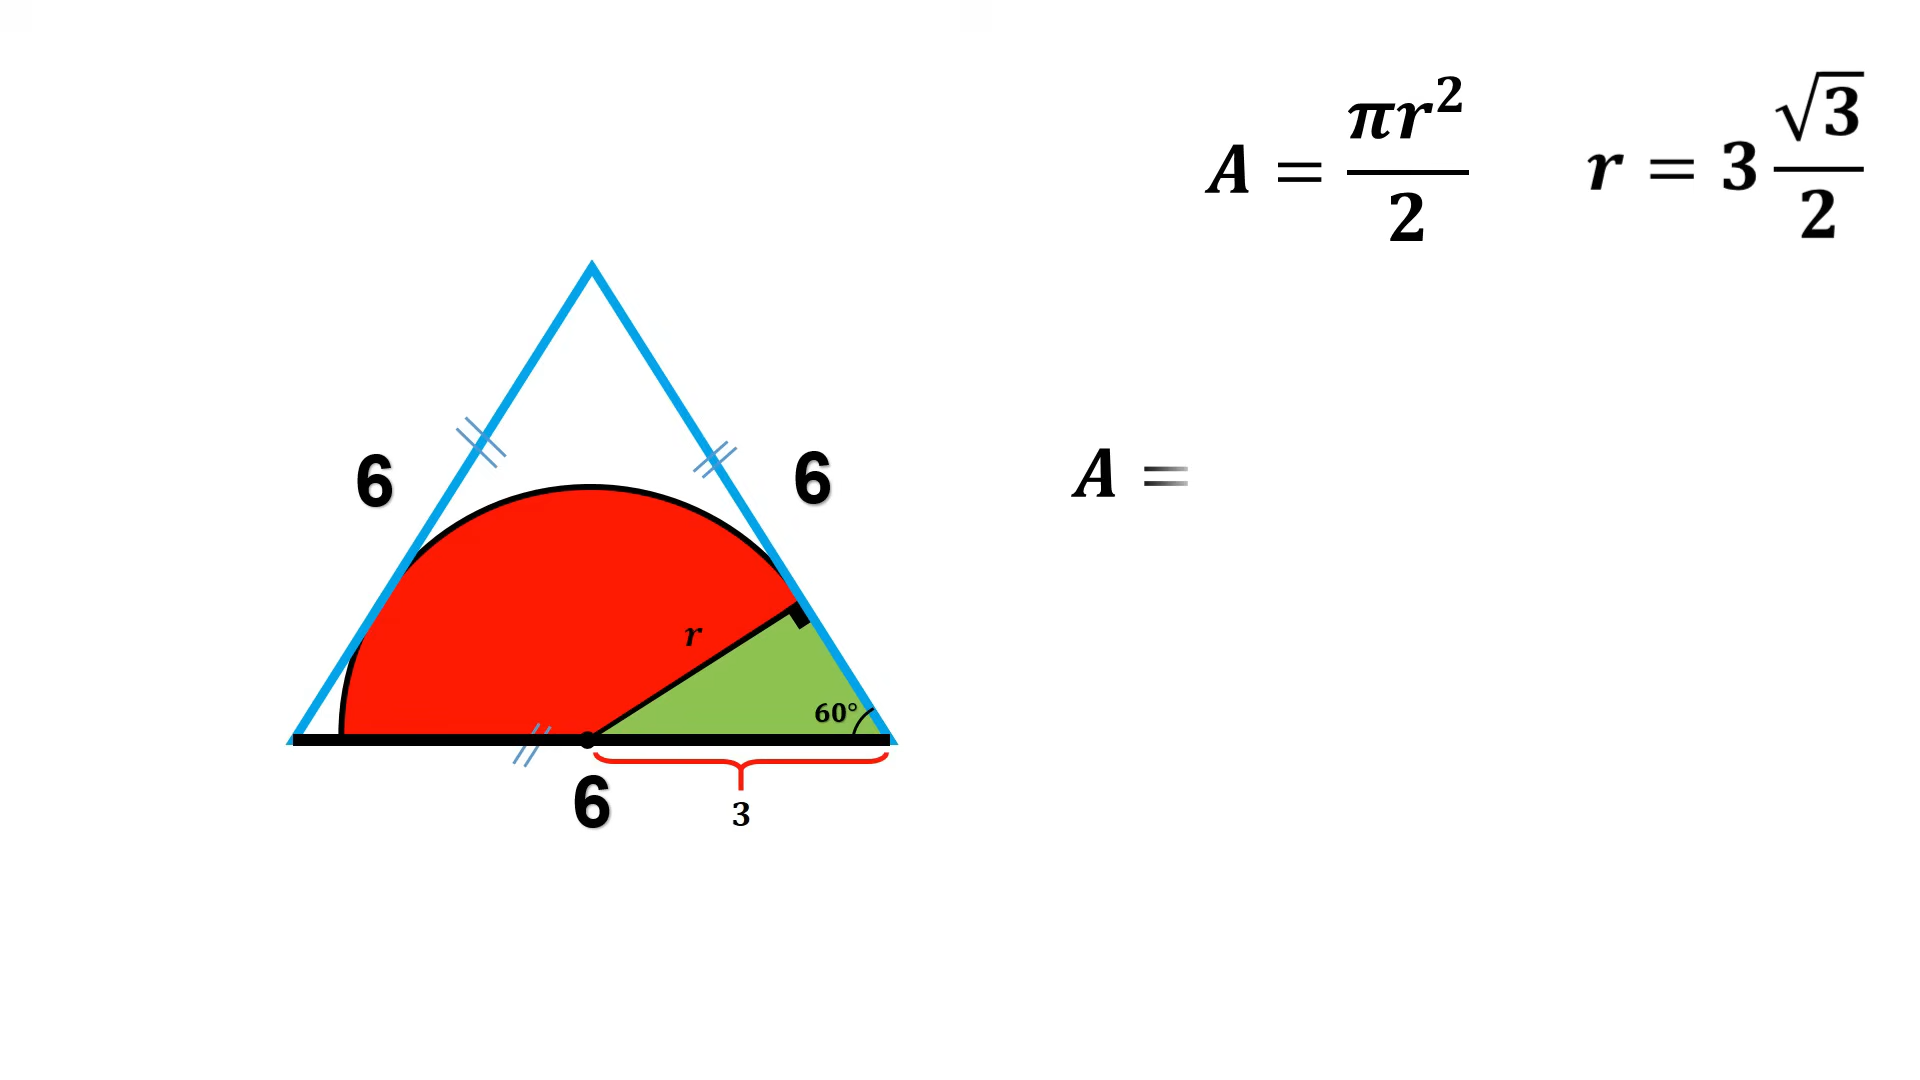 A = πr²/2
r = 3 √3/2
6
6
A =
r
60°
6
3